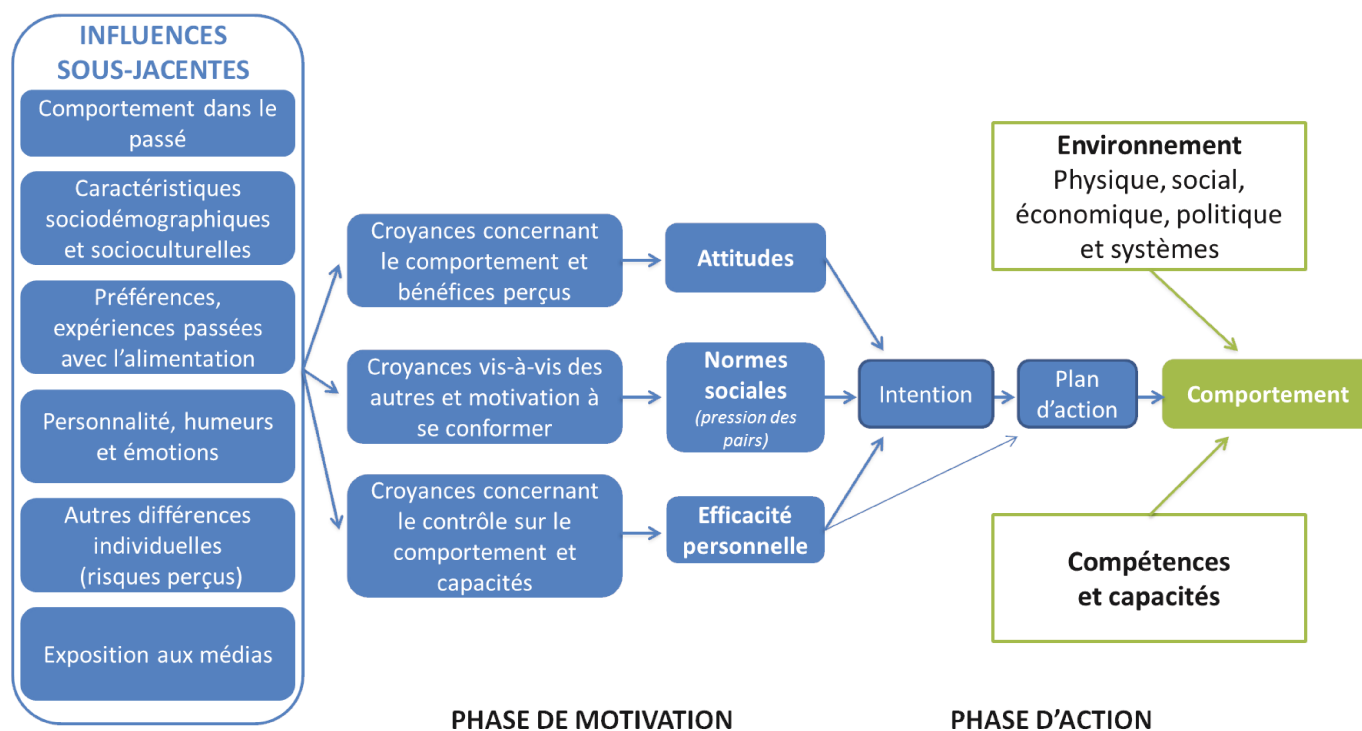 INFLUENCES
SOUS-JACENTES
Comportement dans le
passé
Caractéristiques
sociodémographiques
et socioculturelles
Préférences,
expériences passées
avec l’alimentation
Personnalité, humeurs
et émotions
Autres différences
individuelles
(risques perçus)
Exposition aux médias
Croyances concernant
le comportement et
bénéfices perçus
Croyances vis-à-vis des
autres et motivation à
se conformer
Croyances concernant
le contrôle sur le
comportement et
capacités
Attitudes
Normes
sociales
(pression des
pairs)
Efficacité
personnelle
Intention
Plan
d’action
Environnement
Physique, social,
économique, politique
et systèmes
Comportement
Compétences
et capacités
PHASE DE MOTIVATION
PHASE D’ACTION